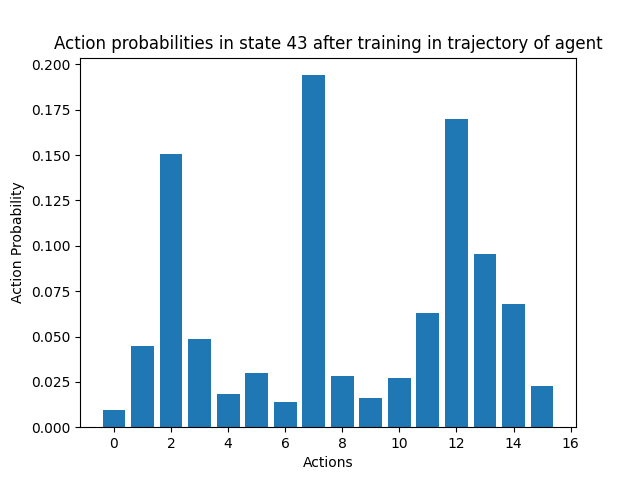 Action probabilities in state 43 after training in trajectory of agent
0.200
0.175
0.150
0.125
0.100
0.075
0.050
0.025
0.000
Action Probability
0 2 4 6 8 10 12 14 16
Actions